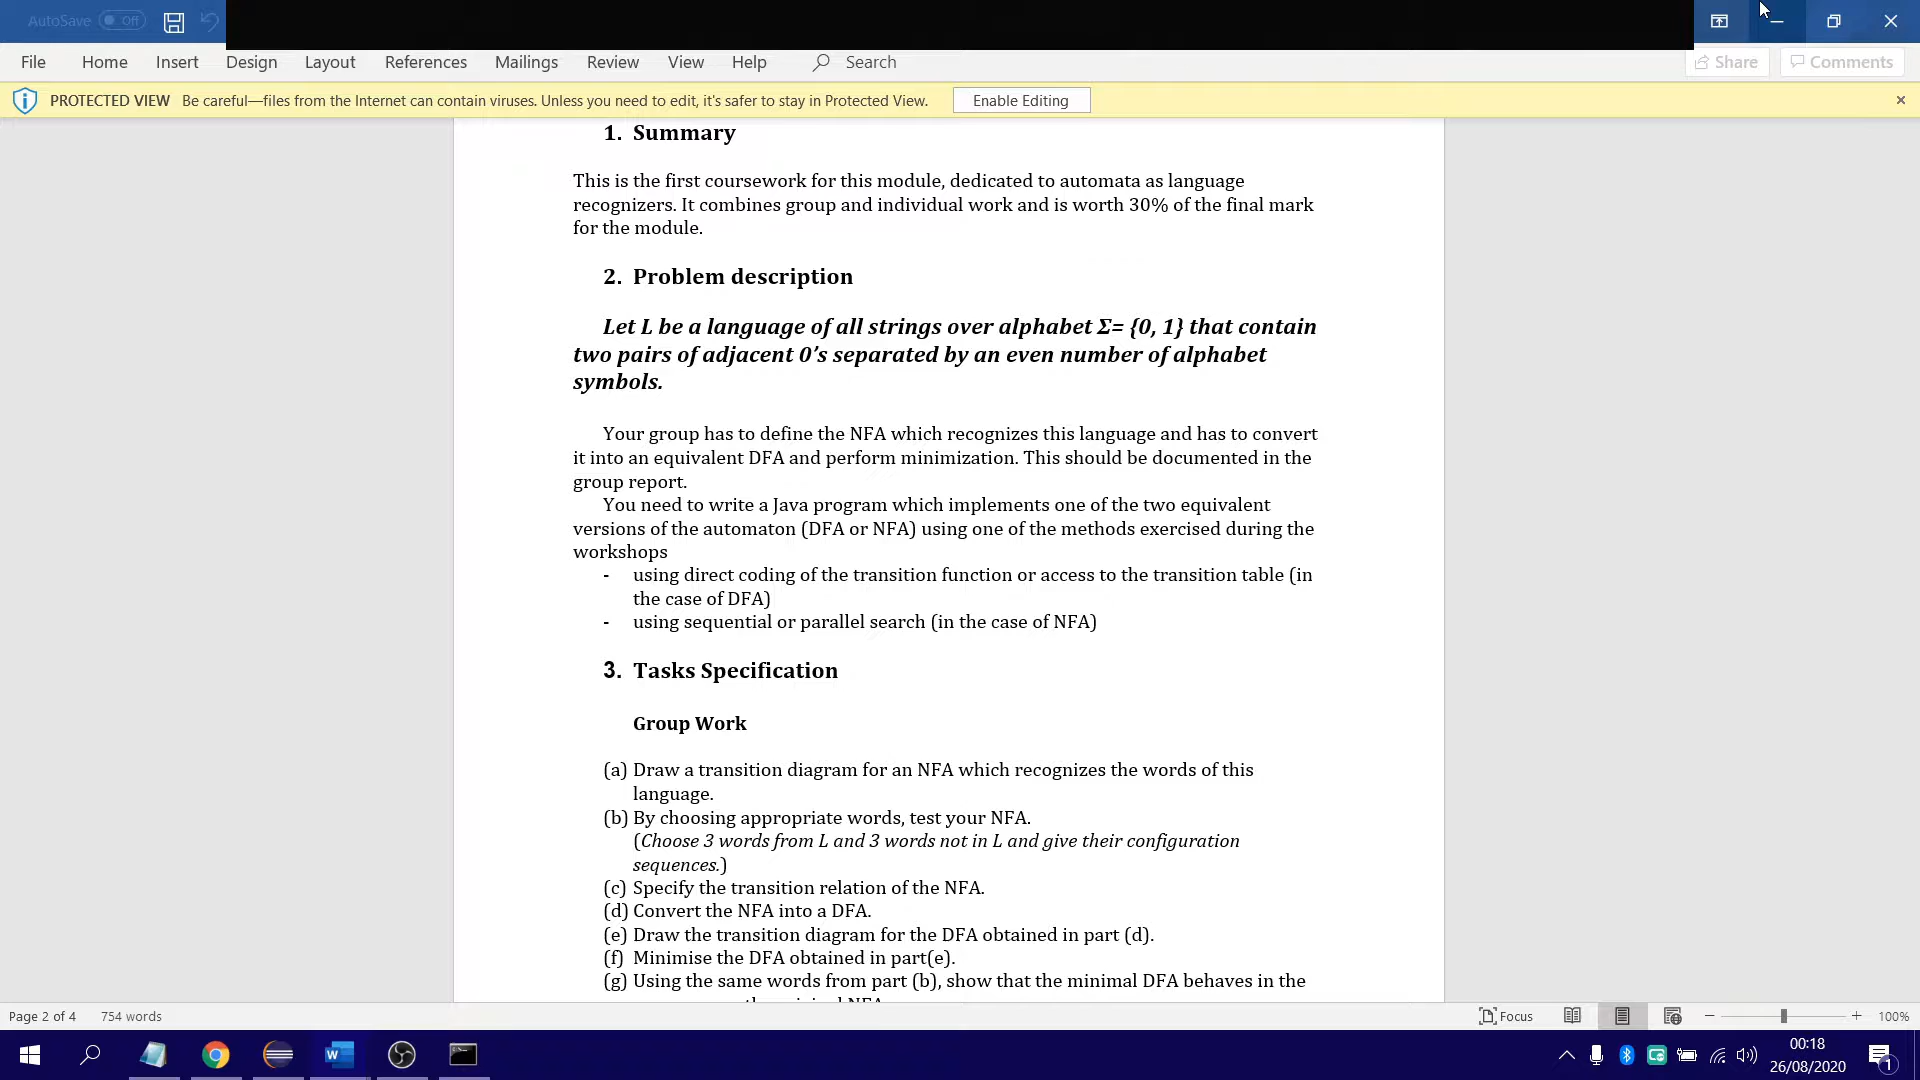 AutoSave Off
File Home Insert Design Layout References Mailings Review View Help Search Share Comments
PROTECTED VIEW Be careful—files from the Internet can contain viruses. Unless you need to edit, it's safer to stay in Protected View. Enable Editing
1. Summary
This is the first coursework for this module, dedicated to automata as language
recognizers. It combines group and individual work and is worth 30% of the final mark
for the module.
2. Problem description
Let L be a language of all strings over alphabet Σ= {0, 1} that contain
two pairs of adjacent 0’s separated by an even number of alphabet
symbols.
Your group has to define the NFA which recognizes this language and has to convert
it into an equivalent DFA and perform minimization. This should be documented in the
group report.
You need to write a Java program which implements one of the two equivalent
versions of the automaton (DFA or NFA) using one of the methods exercised during the
workshops
- using direct coding of the transition function or access to the transition table (in
the case of DFA)
- using sequential or parallel search (in the case of NFA)
3. Tasks Specification
Group Work
(a) Draw a transition diagram for an NFA which recognizes the words of this
language.
(b) By choosing appropriate words, test your NFA.
(Choose 3 words from L and 3 words not in L and give their configuration
sequences.)
(c) Specify the transition relation of the NFA.
(d) Convert the NFA into a DFA.
(e) Draw the transition diagram for the DFA obtained in part (d).
(f) Minimise the DFA obtained in part(e).
(g) Using the same words from part (b), show that the minimal DFA behaves in the
Page 2 of 4 754 words Focus 100%
00:18
26/08/2020
1